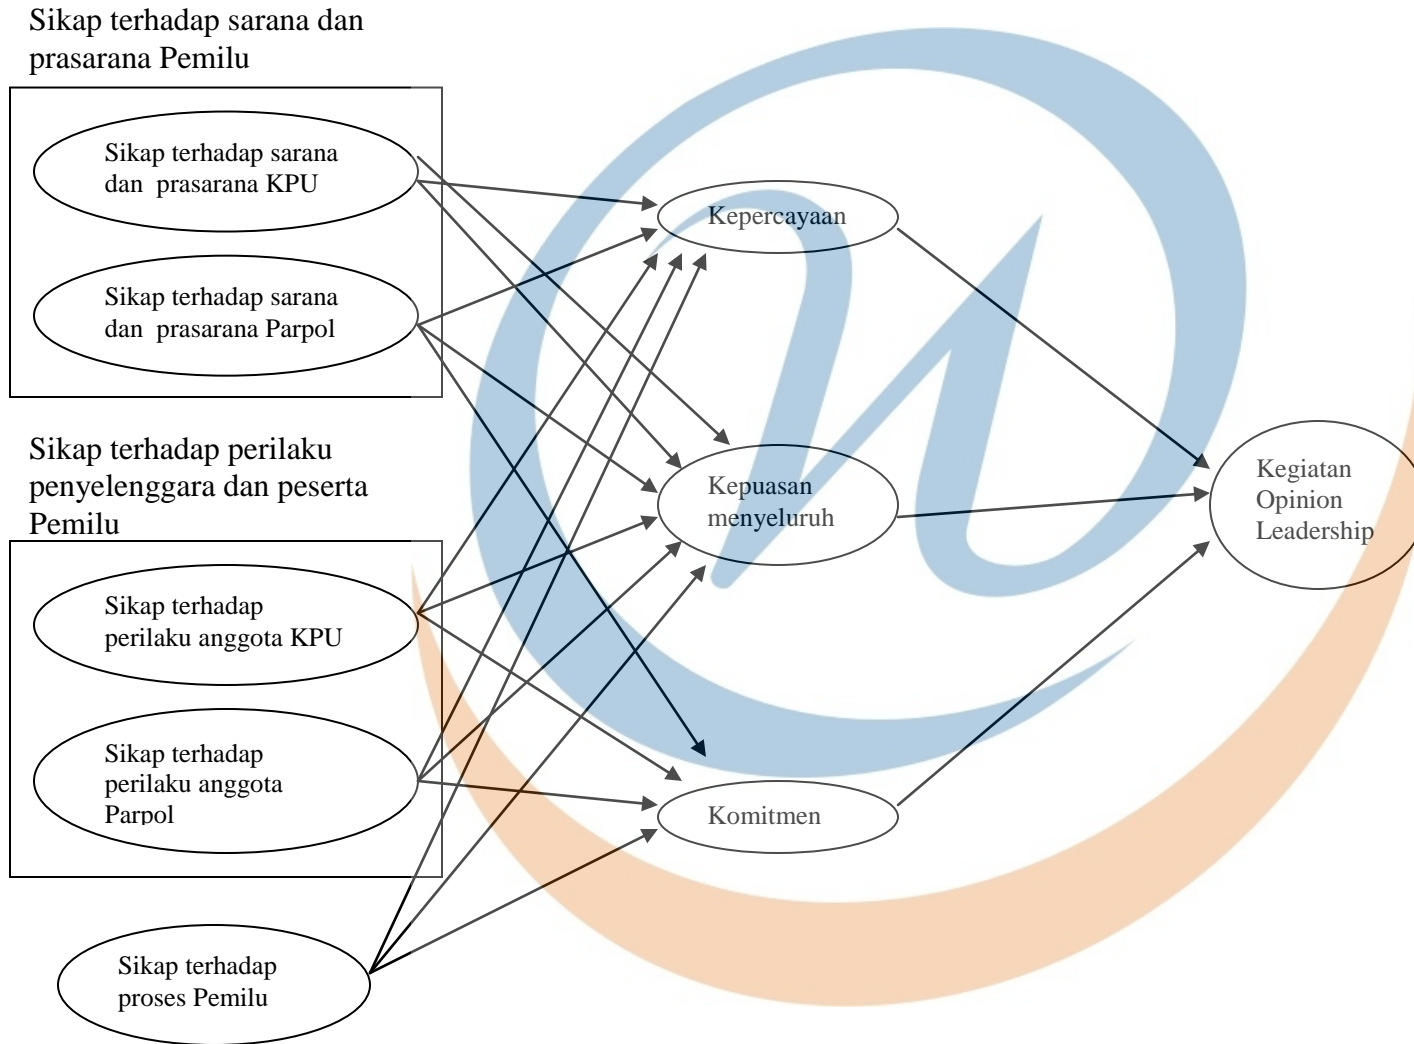 Sikap terhadap sarana dan
prasarana Pemilu
Sikap terhadap sarana
dan prasarana KPU
Sikap terhadap sarana
dan prasarana Parpol
Sikap terhadap perilaku
penyelenggara dan peserta
Pemilu
Sikap terhadap
perilaku anggota KPU
Sikap terhadap
perilaku anggota
Parpol
Sikap terhadap
proses Pemilu
Kepercayaan
Kepuasan
menyeluruh
Komitmen
Kegiatan
Opinion
Leadership